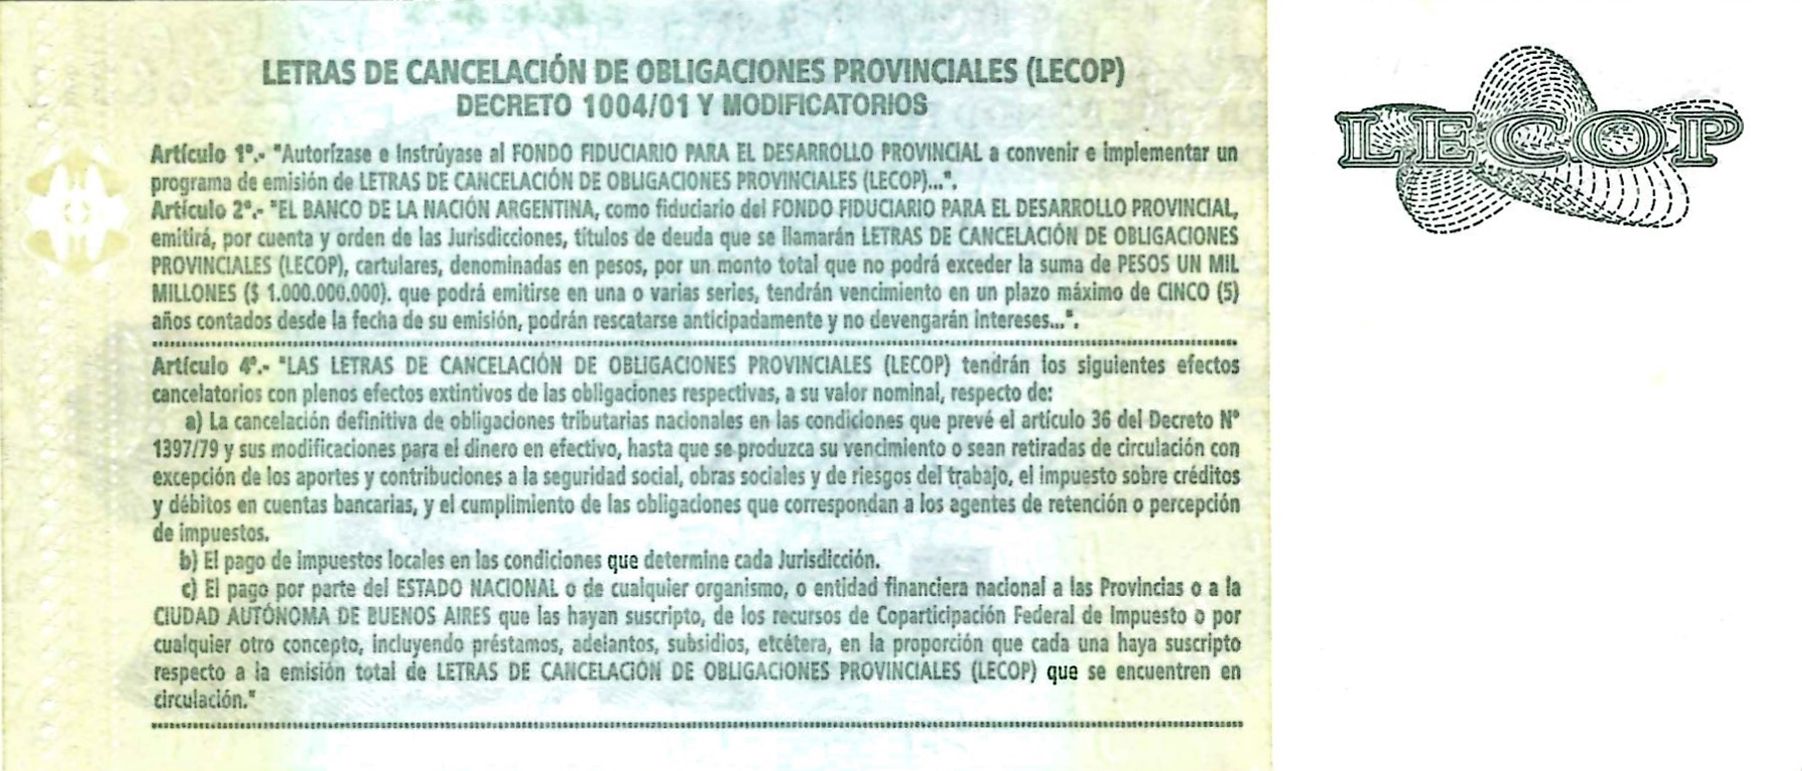 LETRAS DE CANCELACIÓN DE OBLIGACIONES PROVINCIALES (LECOP)
DECRETO 1004/01 Y MODIFICATORIOS
Artículo 1º.- "Autorízase e instrúyase al FONDO FIDUCIARIO PARA EL DESARROLLO PROVINCIAL a convenir e implementar un
programa de emisión de LETRAS DE CANCELACIÓN DE OBLIGACIONES PROVINCIALES (LECOP)...".
Artículo 2º.- "EL BANCO DE LA NACIÓN ARGENTINA, como fiduciario del FONDO FIDUCIARIO PARA EL DESARROLLO PROVINCIAL,
emitirá, por cuenta y orden de las Jurisdicciones, títulos de deuda que se llamarán LETRAS DE CANCELACIÓN DE OBLIGACIONES
PROVINCIALES (LECOP), cartulares, denominadas en pesos, por un monto total que no podrá exceder la suma de PESOS UN MIL
MILLONES ($ 1.000.000.000). que podrá emitirse en una o varias series, tendrán vencimiento en un plazo máximo de CINCO (5)
años contados desde la fecha de su emisión, podrán rescatarse anticipadamente y no devengarán intereses...".
Artículo 4º.- "LAS LETRAS DE CANCELACIÓN DE OBLIGACIONES PROVINCIALES (LECOP) tendrán los siguientes efectos
cancelatorios con plenos efectos extintivos de las obligaciones respectivas, a su valor nominal, respecto de:
a) La cancelación definitiva de obligaciones tributarias nacionales en las condiciones que prevé el artículo 36 del Decreto Nº
1397/79 y sus modificaciones para el dinero en efectivo, hasta que se produzca su vencimiento o sean retiradas de circulación con
excepción de los aportes y contribuciones a la seguridad social, obras sociales y de riesgos del trabajo, el impuesto sobre créditos
y débitos en cuentas bancarias, y el cumplimiento de las obligaciones que correspondan a los agentes de retención o percepción
de impuestos.
b) El pago de impuestos locales en las condiciones que determine cada Jurisdicción.
c) El pago por parte del ESTADO NACIONAL o de cualquier organismo, o entidad financiera nacional a las Provincias o a la
CIUDAD AUTÓNOMA DE BUENOS AIRES que las hayan suscripto, de los recursos de Coparticipación Federal de Impuesto o por
cualquier otro concepto, incluyendo préstamos, adelantos, subsidios, etcétera, en la proporción que cada una haya suscripto
respecto a la emisión total de LETRAS DE CANCELACIÓN DE OBLIGACIONES PROVINCIALES (LECOP) que se encuentren en
circulación."
LECOP